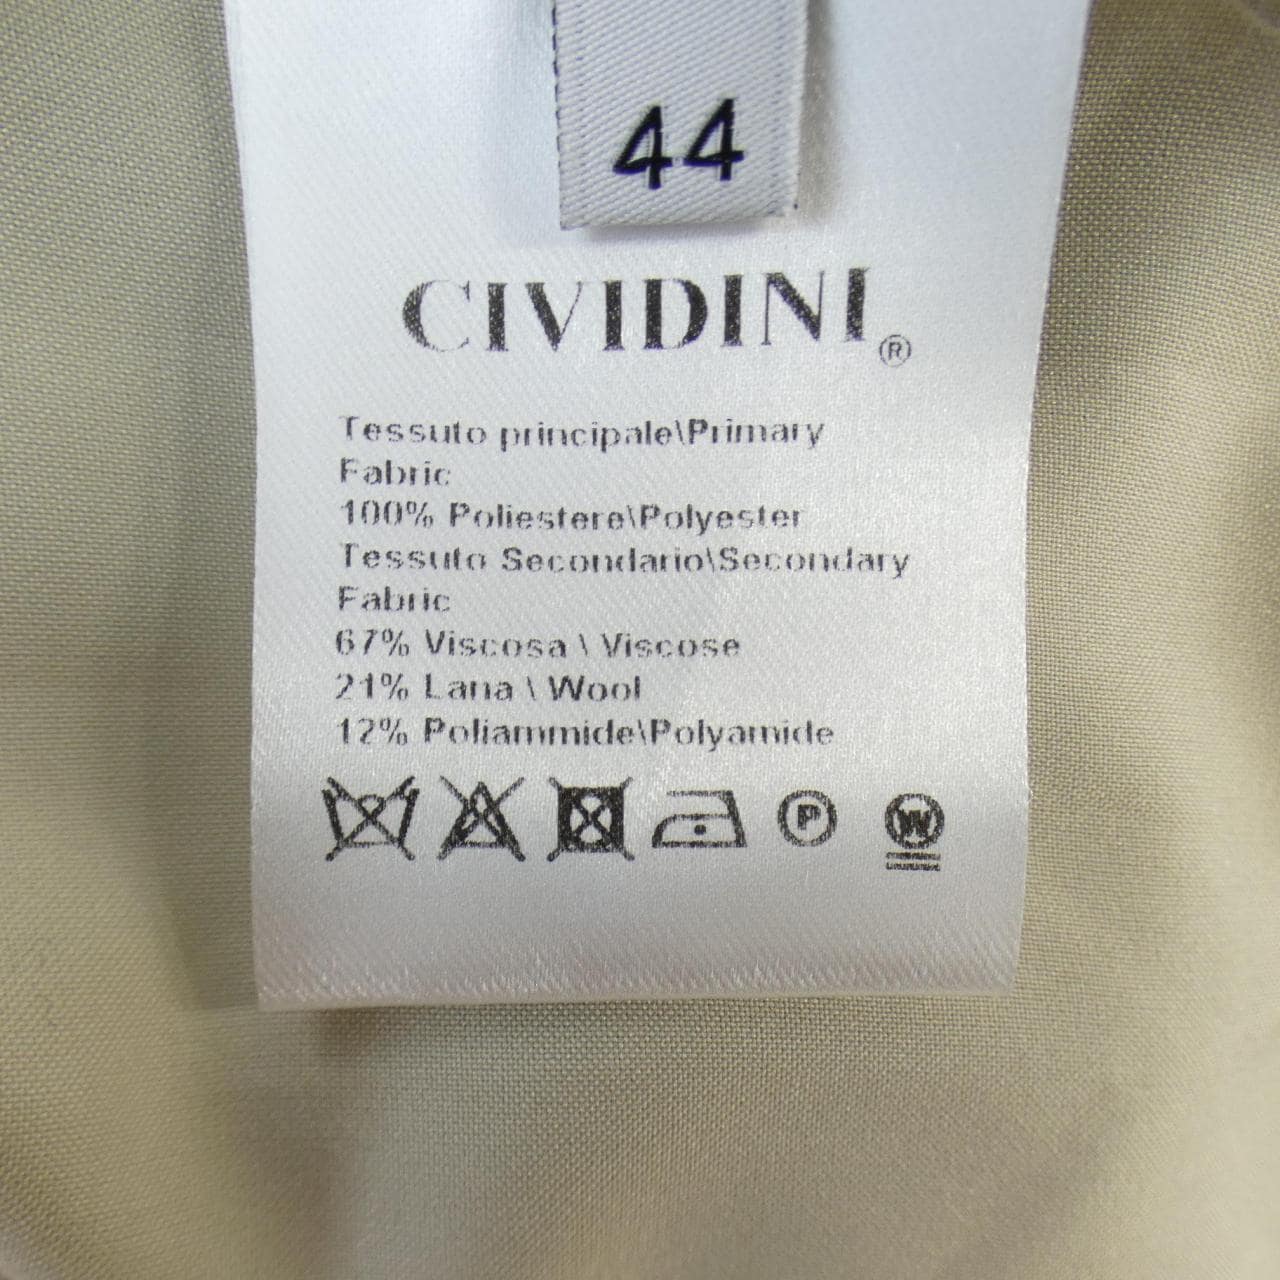 44
CIVIDINI®
Tessuto principale\Primary
Fabric
100% Poliestere\Polyester
Tessuto Secondario\Secondary
Fabric
67% Viscosa \ Viscose
21% Lana \ Wool
12% Poliammide\Polyamide
P W